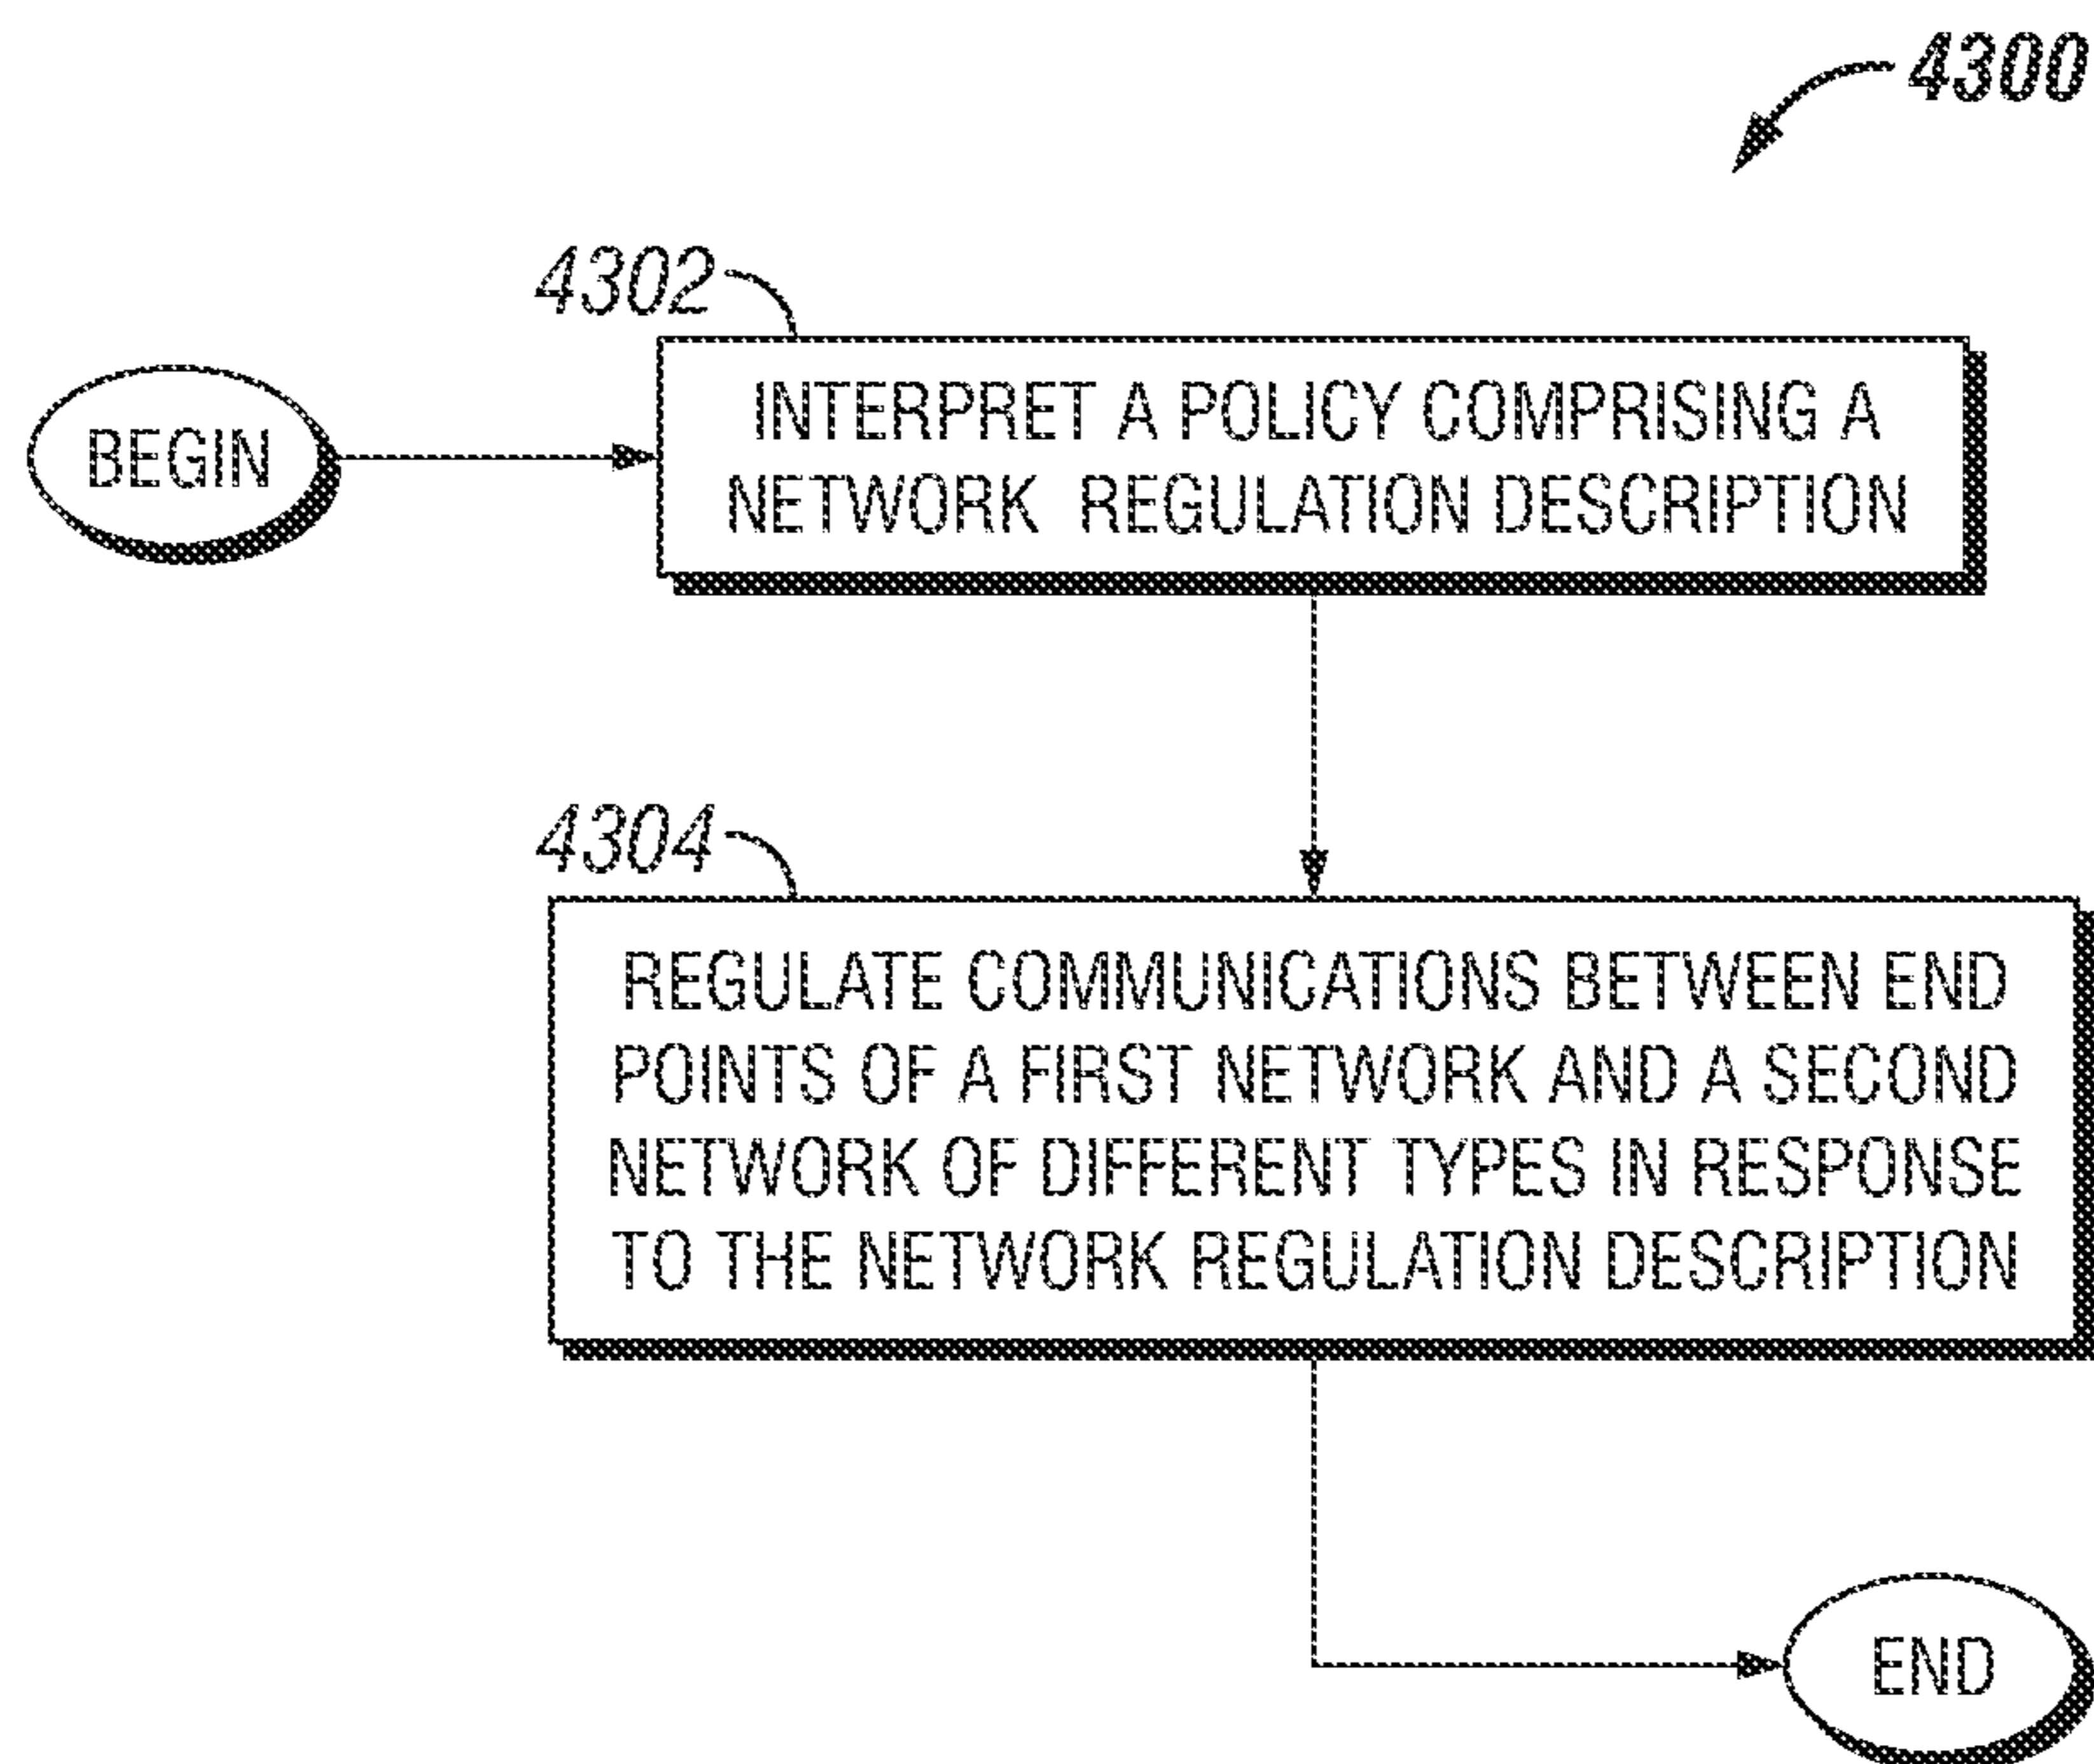 4300
4302
BEGIN
INTERPRET A POLICY COMPRISING A
NETWORK REGULATION DESCRIPTION
4304
REGULATE COMMUNICATIONS BETWEEN END
POINTS OF A FIRST NETWORK AND A SECOND
NETWORK OF DIFFERENT TYPES IN RESPONSE
TO THE NETWORK REGULATION DESCRIPTION
END